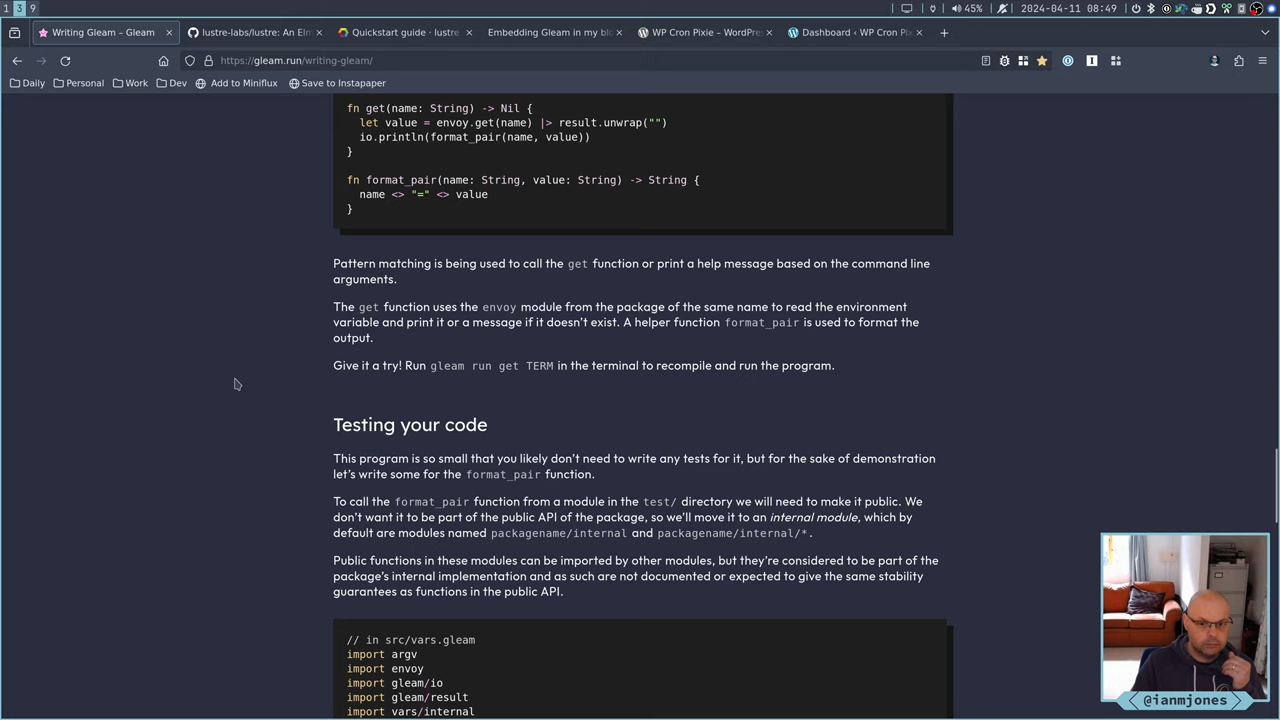 1 3 9
45% 2024-04-11 08:49
Writing Gleam – Gleam
lustre-labs/lustre: An Elm
Quickstart guide · lustre
Embedding Gleam in my blo
WP Cron Pixie – WordPres
Dashboard ‹ WP Cron Pix
https://gleam.run/writing-gleam/
Daily Personal Work Dev Add to Miniflux Save to Instapaper
fn get(name: String) -> Nil {
let value = envoy.get(name) |> result.unwrap("")
io.println(format_pair(name, value))
}
fn format_pair(name: String, value: String) -> String {
name <> "=" <> value
}
Pattern matching is being used to call the get function or print a help message based on the command line
arguments.
The get function uses the envoy module from the package of the same name to read the environment
variable and print it or a message if it doesn't exist. A helper function format_pair is used to format the
output.
Give it a try! Run gleam run get TERM in the terminal to recompile and run the program.
Testing your code
This program is so small that you likely don't need to write any tests for it, but for the sake of demonstration
let's write some for the format_pair function.
To call the format_pair function from a module in the test/ directory we will need to make it public. We
don't want it to be part of the public API of the package, so we'll move it to an internal module, which by
default are modules named packagename/internal and packagename/internal/*.
Public functions in these modules can be imported by other modules, but they're considered to be part of the
package's internal implementation and as such are not documented or expected to give the same stability
guarantees as functions in the public API.
// in src/vars.gleam
import argv
import envoy
import gleam/io
import gleam/result
import vars/internal
@ianmjones